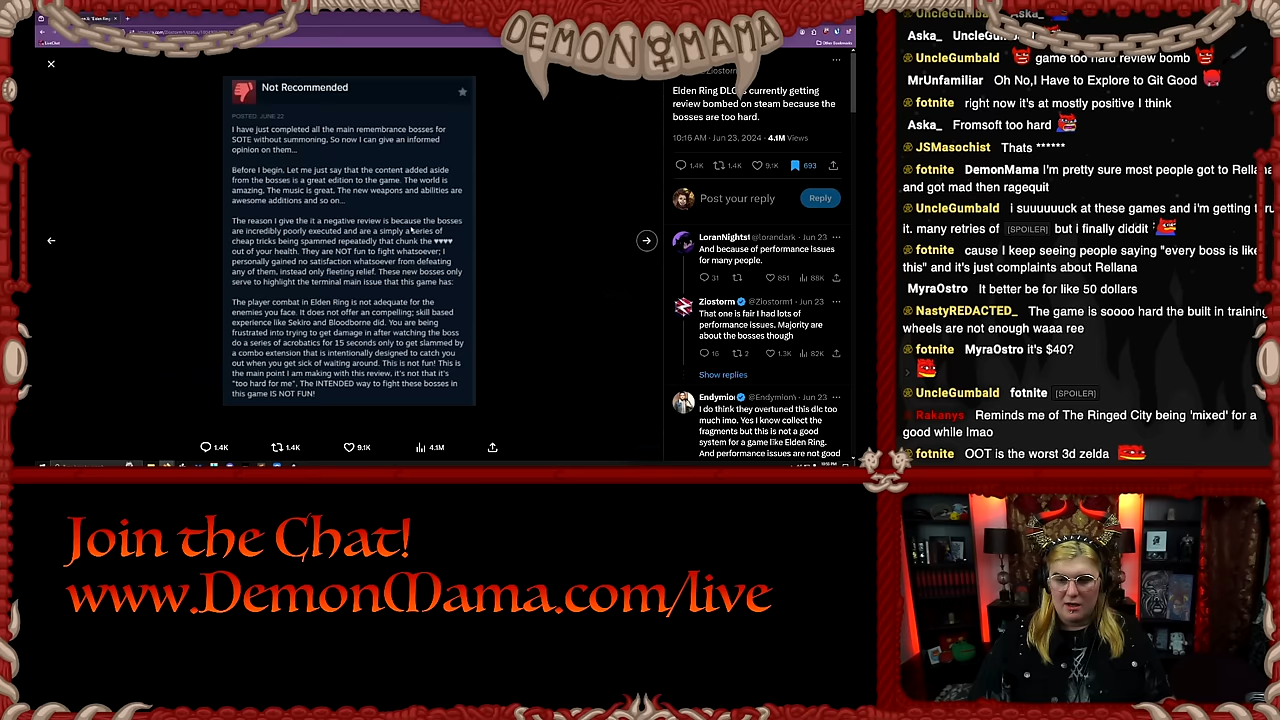 DEMON MAMA
LiveChat
Other Bookmarks
Not Recommended
POSTED: JUNE 22
I have just completed all the main remembrance bosses for
SOTE without summoning, So now I can give an informed
opinion on them...
Before I begin, Let me just say that the content added aside
from the bosses is a great edition to the game. The world is
amazing, The music is great, The new weapons and abilities are
awesome additions and so on...
The reason I give the it a negative review is because the bosses
are incredibly poorly executed and are a simply a series of
cheap tricks being spammed repeatedly that chunk the ♥♥♥♥
out of your health. They are NOT fun to fight whatsoever; I
personally gained no satisfaction whatsoever from defeating
any of them, instead only fleeting relief. These new bosses only
serve to highlight the terminal main issue that this game has:
The player combat in Elden Ring is not adequate for the
enemies you face. It does not offer an compelling; skill based
experience like Sekiro and Bloodborne did. You are being
frustrated into trying to get damage in after watching the boss
do a series of acrobatics for 15 seconds only to get slammed by
a combo extension that is intentionally designed to catch you
out when you get sick of waiting around. This is not fun! This is
the main point I am making with this review, it's not that it's
"too hard for me", The INTENDED way to fight these bosses in
this game IS NOT FUN!
1.4K 1.4K 9.1K 4.1M
Ziostorm
Elden Ring DLC is currently getting
review bombed on steam because the
bosses are too hard.
10:16 AM · Jun 23, 2024 · 4.1M Views
1.4K 1.4K 9.1K 693
Post your reply Reply
LoranNightst @lorandark · Jun 23
And because of performance issues
for many people.
851 88K
Ziostorm @Ziostorm1 · Jun 23
That one is fair I had lots of
performance issues. Majority are
about the bosses though
16 2 1.3K 82K
Show replies
Endymio @Endymion · Jun 23
I do think they overtuned this dlc too
much imo. Yes I know collect the
fragments but this is not a good
system for a game like Elden Ring.
And performance issues are not good
UncleGumbald Aska_
Aska_ UncleGu
UncleGumbald game too hard review bomb
MrUnfamiliar Oh No,I Have to Explore to Git Good
fotnite right now it's at mostly positive I think
Aska_ Fromsoft too hard
JSMasochist Thats ******
fotnite DemonMama I'm pretty sure most people got to Rella
and got mad then ragequit
UncleGumbald i suuuuuck at these games and i'm getting
it. many retries of [SPOILER] but i finally diddit
fotnite cause I keep seeing people saying "every boss is like
this" and it's just complaints about Rellana
MyraOstro It better be for like 50 dollars
NastyREDACTED_ The game is soooo hard the built in training
wheels are not enough waaa ree
fotnite MyraOstro it's $40?
UncleGumbald fotnite [SPOILER]
Rakanys Reminds me of The Ringed City being 'mixed' for a
good while lmao
fotnite OOT is the worst 3d zelda
Join the Chat!
www.DemonMama.com/live